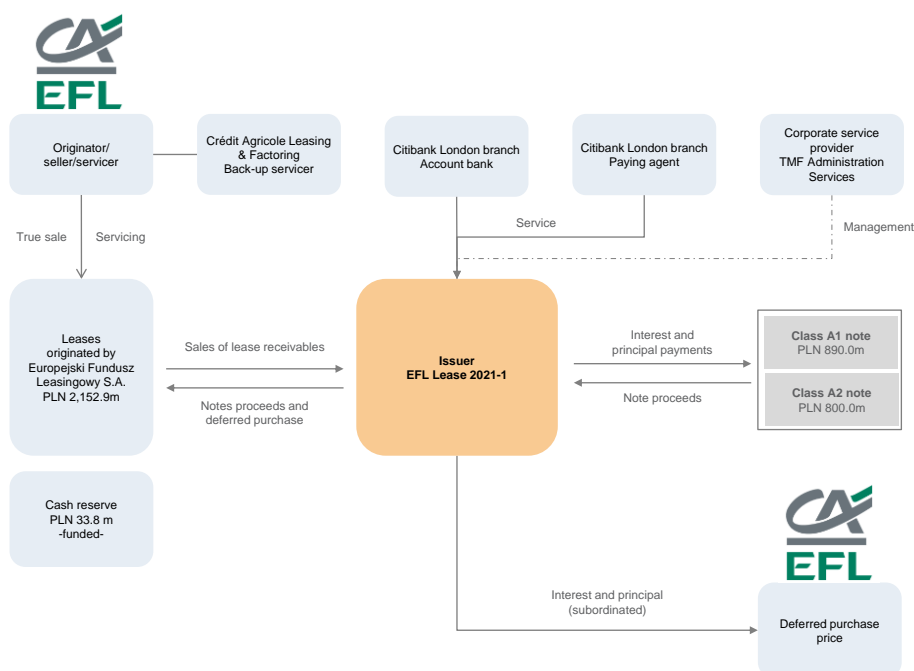 CA
EFL
Originator/
seller/servicer
Crédit Agricole Leasing
& Factoring
Back-up servicer
Citibank London branch
Account bank
Citibank London branch
Paying agent
Corporate service
provider
TMF Administration
Services
True sale
Servicing
Service
Management
Leases
originated by
Europejski Fundusz
Leasingowy S.A.
PLN 2,152.9m
Sales of lease receivables
Notes proceeds and
deferred purchase
Issuer
EFL Lease 2021-1
Interest and
principal payments
Note proceeds
Class A1 note
PLN 890.0m
Class A2 note
PLN 800.0m
Cash reserve
PLN 33.8 m
-funded-
Interest and principal
(subordinated)
CA
EFL
Deferred purchase
price